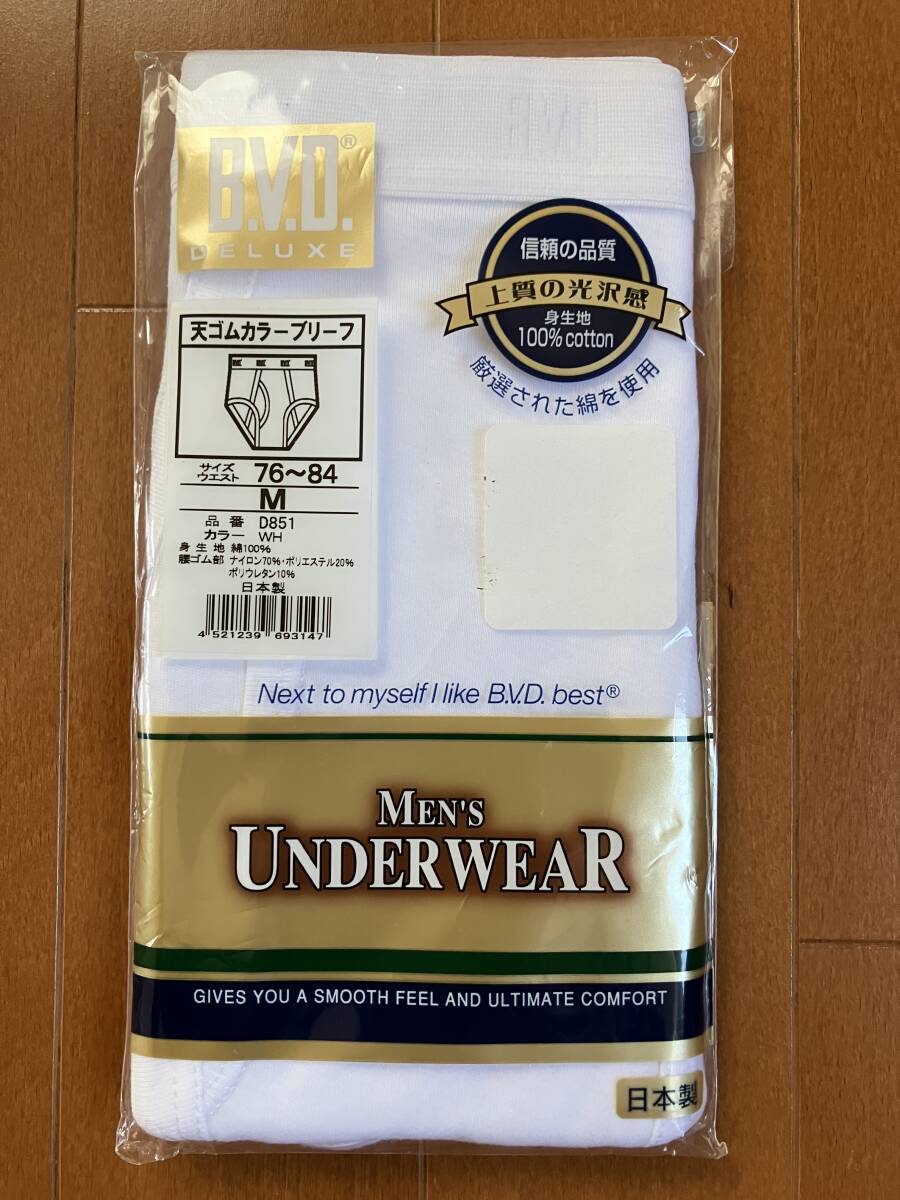 B.V.D.
B.V.D.®
DELUXE
信頼の品質
上質の光沢感
身生地
100% cotton
厳選された綿を使用
天ゴムカラーブリーフ
サイズ
ウエスト 76～84
M
品番 D851
カラー WH
身生地 綿100%
腰ゴム部 ナイロン70%・ポリエステル20%
ポリウレタン10%
日本製
4 521239 693147
Next to myself I like B.V.D. best®
MEN'S
UNDERWEAR
GIVES YOU A SMOOTH FEEL AND ULTIMATE COMFORT
日本製